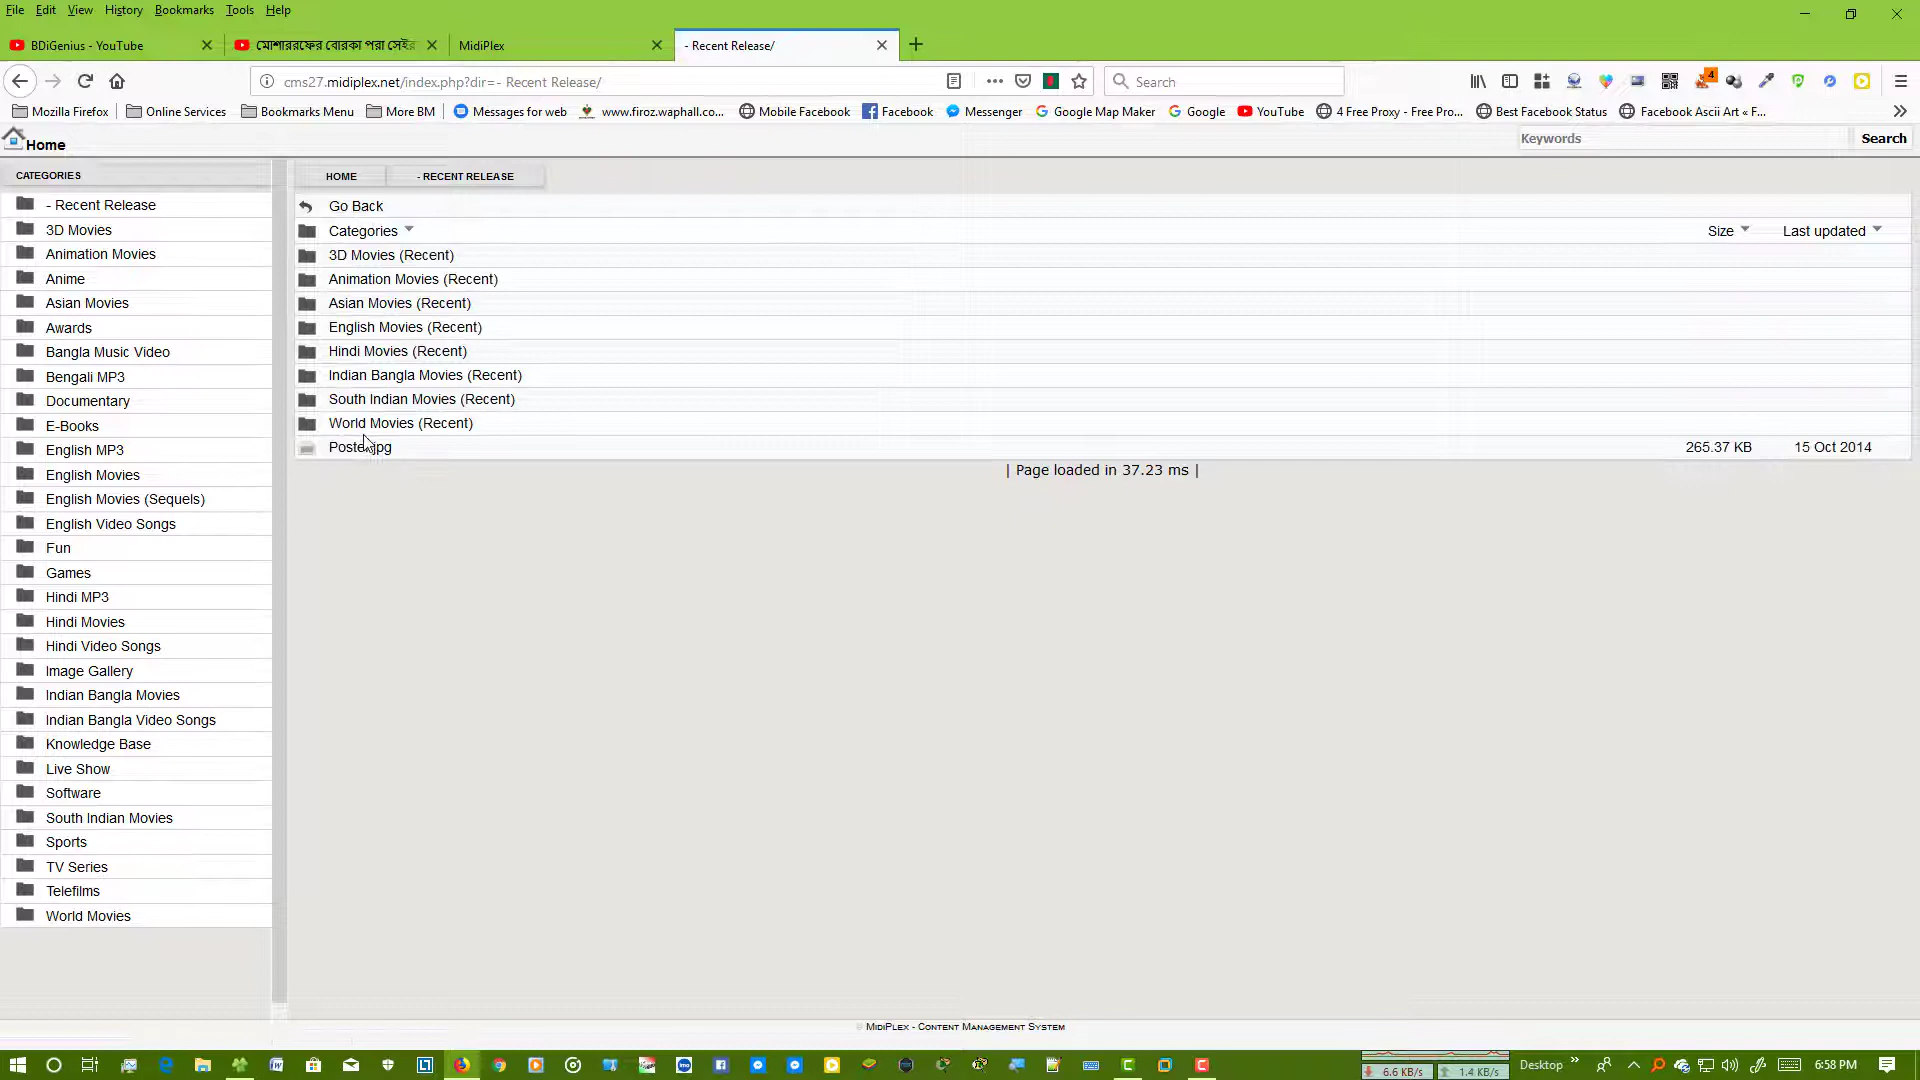 File Edit View History Bookmarks Tools Help
BDiGenius - YouTube
মোশাররফের বোরকা পরা সেইর
MidiPlex
- Recent Release/
cms27.midiplex.net/index.php?dir=- Recent Release/
Search
4
Mozilla Firefox Online Services Bookmarks Menu More BM Messages for web www.firoz.waphall.co... Mobile Facebook Facebook Messenger Google Map Maker Google YouTube 4 Free Proxy - Free Pro... Best Facebook Status Facebook Ascii Art « F...
Home
Keywords
Search
CATEGORIES
- Recent Release
3D Movies
Animation Movies
Anime
Asian Movies
Awards
Bangla Music Video
Bengali MP3
Documentary
E-Books
English MP3
English Movies
English Movies (Sequels)
English Video Songs
Fun
Games
Hindi MP3
Hindi Movies
Hindi Video Songs
Image Gallery
Indian Bangla Movies
Indian Bangla Video Songs
Knowledge Base
Live Show
Software
South Indian Movies
Sports
TV Series
Telefilms
World Movies
HOME - RECENT RELEASE
Go Back
Categories Size Last updated
3D Movies (Recent)
Animation Movies (Recent)
Asian Movies (Recent)
English Movies (Recent)
Hindi Movies (Recent)
Indian Bangla Movies (Recent)
South Indian Movies (Recent)
World Movies (Recent)
Poster.jpg 265.37 KB 15 Oct 2014
| Page loaded in 37.23 ms |
© MidiPlex - Content Management System
6.6 KB/s 1.4 KB/s Desktop 6:58 PM